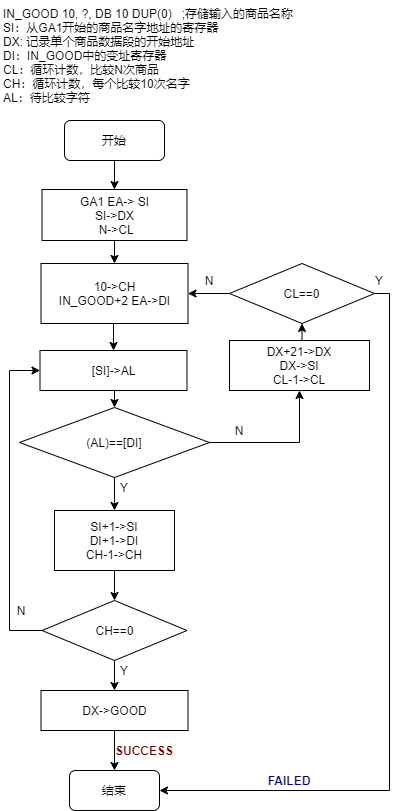 IN_GOOD 10, ?, DB 10 DUP(0)   ;存储输入的商品名称
SI：从GA1开始的商品名字地址的寄存器
DX: 记录单个商品数据段的开始地址
DI：IN_GOOD中的变址寄存器
CL：循环计数，比较N次商品
CH：循环计数，每个比较10次名字
AL：待比较字符
开始
GA1 EA-> SI
SI->DX
N->CL
10->CH
IN_GOOD+2 EA->DI
N
CL==0
Y
[SI]->AL
DX+21->DX
DX->SI
CL-1->CL
(AL)==[DI]
N
Y
SI+1->SI
DI+1->DI
CH-1->CH
N
CH==0
Y
DX->GOOD
SUCCESS
FAILED
结束